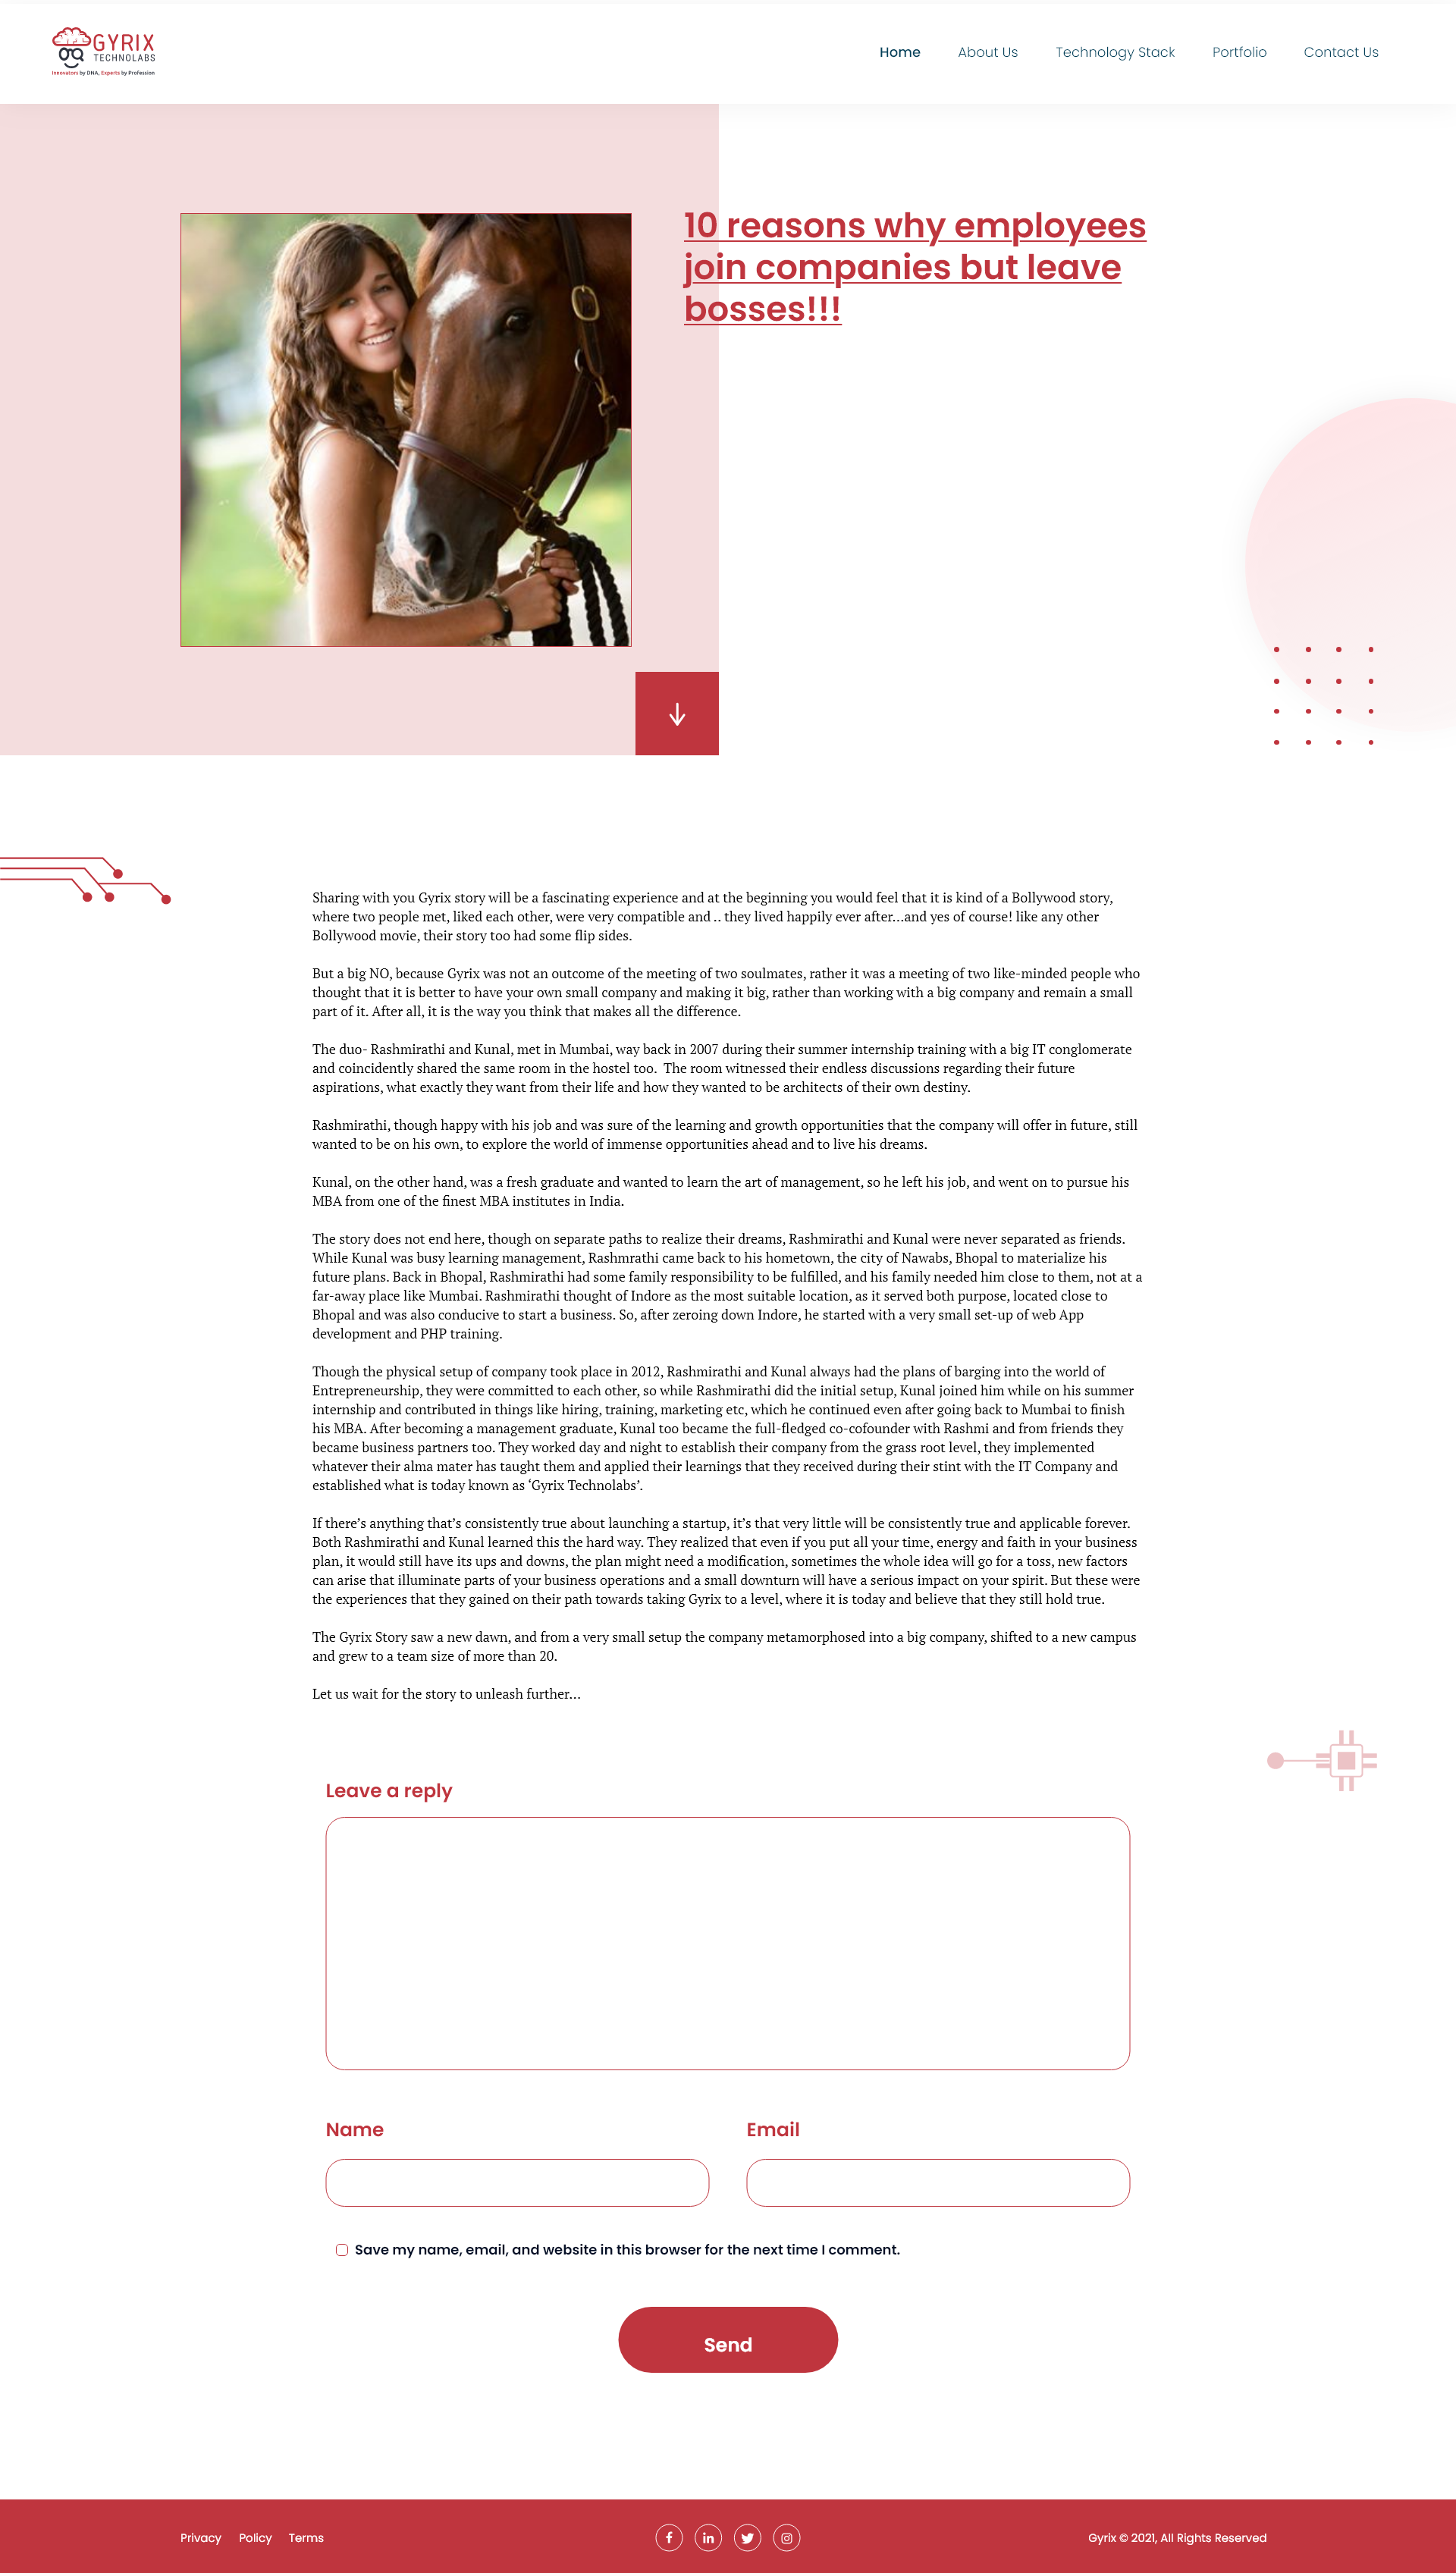 GYRIX
TECHNOLABS
Innovators by DNA, Experts by Profession
Home About Us Technology Stack Portfolio Contact Us
10 reasons why employees
join companies but leave
bosses!!!
Sharing with you Gyrix story will be a fascinating experience and at the beginning you would feel that it is kind of a Bollywood story,
where two people met, liked each other, were very compatible and .. they lived happily ever after…and yes of course! like any other
Bollywood movie, their story too had some flip sides.
But a big NO, because Gyrix was not an outcome of the meeting of two soulmates, rather it was a meeting of two like-minded people who
thought that it is better to have your own small company and making it big, rather than working with a big company and remain a small
part of it. After all, it is the way you think that makes all the difference.
The duo- Rashmirathi and Kunal, met in Mumbai, way back in 2007 during their summer internship training with a big IT conglomerate
and coincidently shared the same room in the hostel too.  The room witnessed their endless discussions regarding their future
aspirations, what exactly they want from their life and how they wanted to be architects of their own destiny.
Rashmirathi, though happy with his job and was sure of the learning and growth opportunities that the company will offer in future, still
wanted to be on his own, to explore the world of immense opportunities ahead and to live his dreams.
Kunal, on the other hand, was a fresh graduate and wanted to learn the art of management, so he left his job, and went on to pursue his
MBA from one of the finest MBA institutes in India.
The story does not end here, though on separate paths to realize their dreams, Rashmirathi and Kunal were never separated as friends.
While Kunal was busy learning management, Rashmrathi came back to his hometown, the city of Nawabs, Bhopal to materialize his
future plans. Back in Bhopal, Rashmirathi had some family responsibility to be fulfilled, and his family needed him close to them, not at a
far-away place like Mumbai. Rashmirathi thought of Indore as the most suitable location, as it served both purpose, located close to
Bhopal and was also conducive to start a business. So, after zeroing down Indore, he started with a very small set-up of web App
development and PHP training.
Though the physical setup of company took place in 2012, Rashmirathi and Kunal always had the plans of barging into the world of
Entrepreneurship, they were committed to each other, so while Rashmirathi did the initial setup, Kunal joined him while on his summer
internship and contributed in things like hiring, training, marketing etc, which he continued even after going back to Mumbai to finish
his MBA. After becoming a management graduate, Kunal too became the full-fledged co-cofounder with Rashmi and from friends they
became business partners too. They worked day and night to establish their company from the grass root level, they implemented
whatever their alma mater has taught them and applied their learnings that they received during their stint with the IT Company and
established what is today known as ‘Gyrix Technolabs’.
If there’s anything that’s consistently true about launching a startup, it’s that very little will be consistently true and applicable forever.
Both Rashmirathi and Kunal learned this the hard way. They realized that even if you put all your time, energy and faith in your business
plan, it would still have its ups and downs, the plan might need a modification, sometimes the whole idea will go for a toss, new factors
can arise that illuminate parts of your business operations and a small downturn will have a serious impact on your spirit. But these were
the experiences that they gained on their path towards taking Gyrix to a level, where it is today and believe that they still hold true.
The Gyrix Story saw a new dawn, and from a very small setup the company metamorphosed into a big company, shifted to a new campus
and grew to a team size of more than 20.
Let us wait for the story to unleash further…
Leave a reply
Name Email
Save my name, email, and website in this browser for the next time I comment.
Send
Privacy Policy Terms Gyrix © 2021, All Rights Reserved